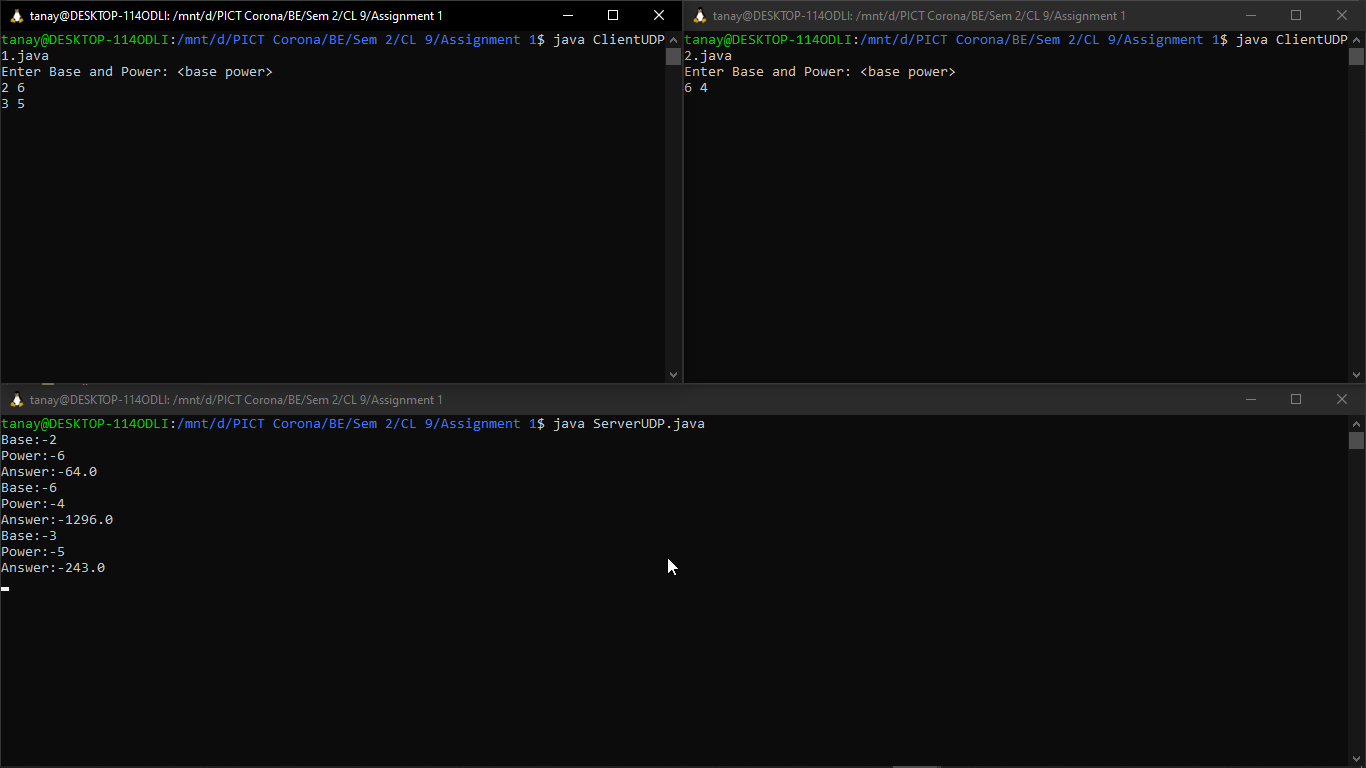 tanay@DESKTOP-114ODLI: /mnt/d/PICT Corona/BE/Sem 2/CL 9/Assignment 1
tanay@DESKTOP-114ODLI:/mnt/d/PICT Corona/BE/Sem 2/CL 9/Assignment 1$ java ClientUDP
1.java
Enter Base and Power: <base power>
2 6
3 5
tanay@DESKTOP-114ODLI: /mnt/d/PICT Corona/BE/Sem 2/CL 9/Assignment 1
tanay@DESKTOP-114ODLI:/mnt/d/PICT Corona/BE/Sem 2/CL 9/Assignment 1$ java ClientUDP
2.java
Enter Base and Power: <base power>
6 4
tanay@DESKTOP-114ODLI: /mnt/d/PICT Corona/BE/Sem 2/CL 9/Assignment 1
tanay@DESKTOP-114ODLI:/mnt/d/PICT Corona/BE/Sem 2/CL 9/Assignment 1$ java ServerUDP.java
Base:-2
Power:-6
Answer:-64.0
Base:-6
Power:-4
Answer:-1296.0
Base:-3
Power:-5
Answer:-243.0